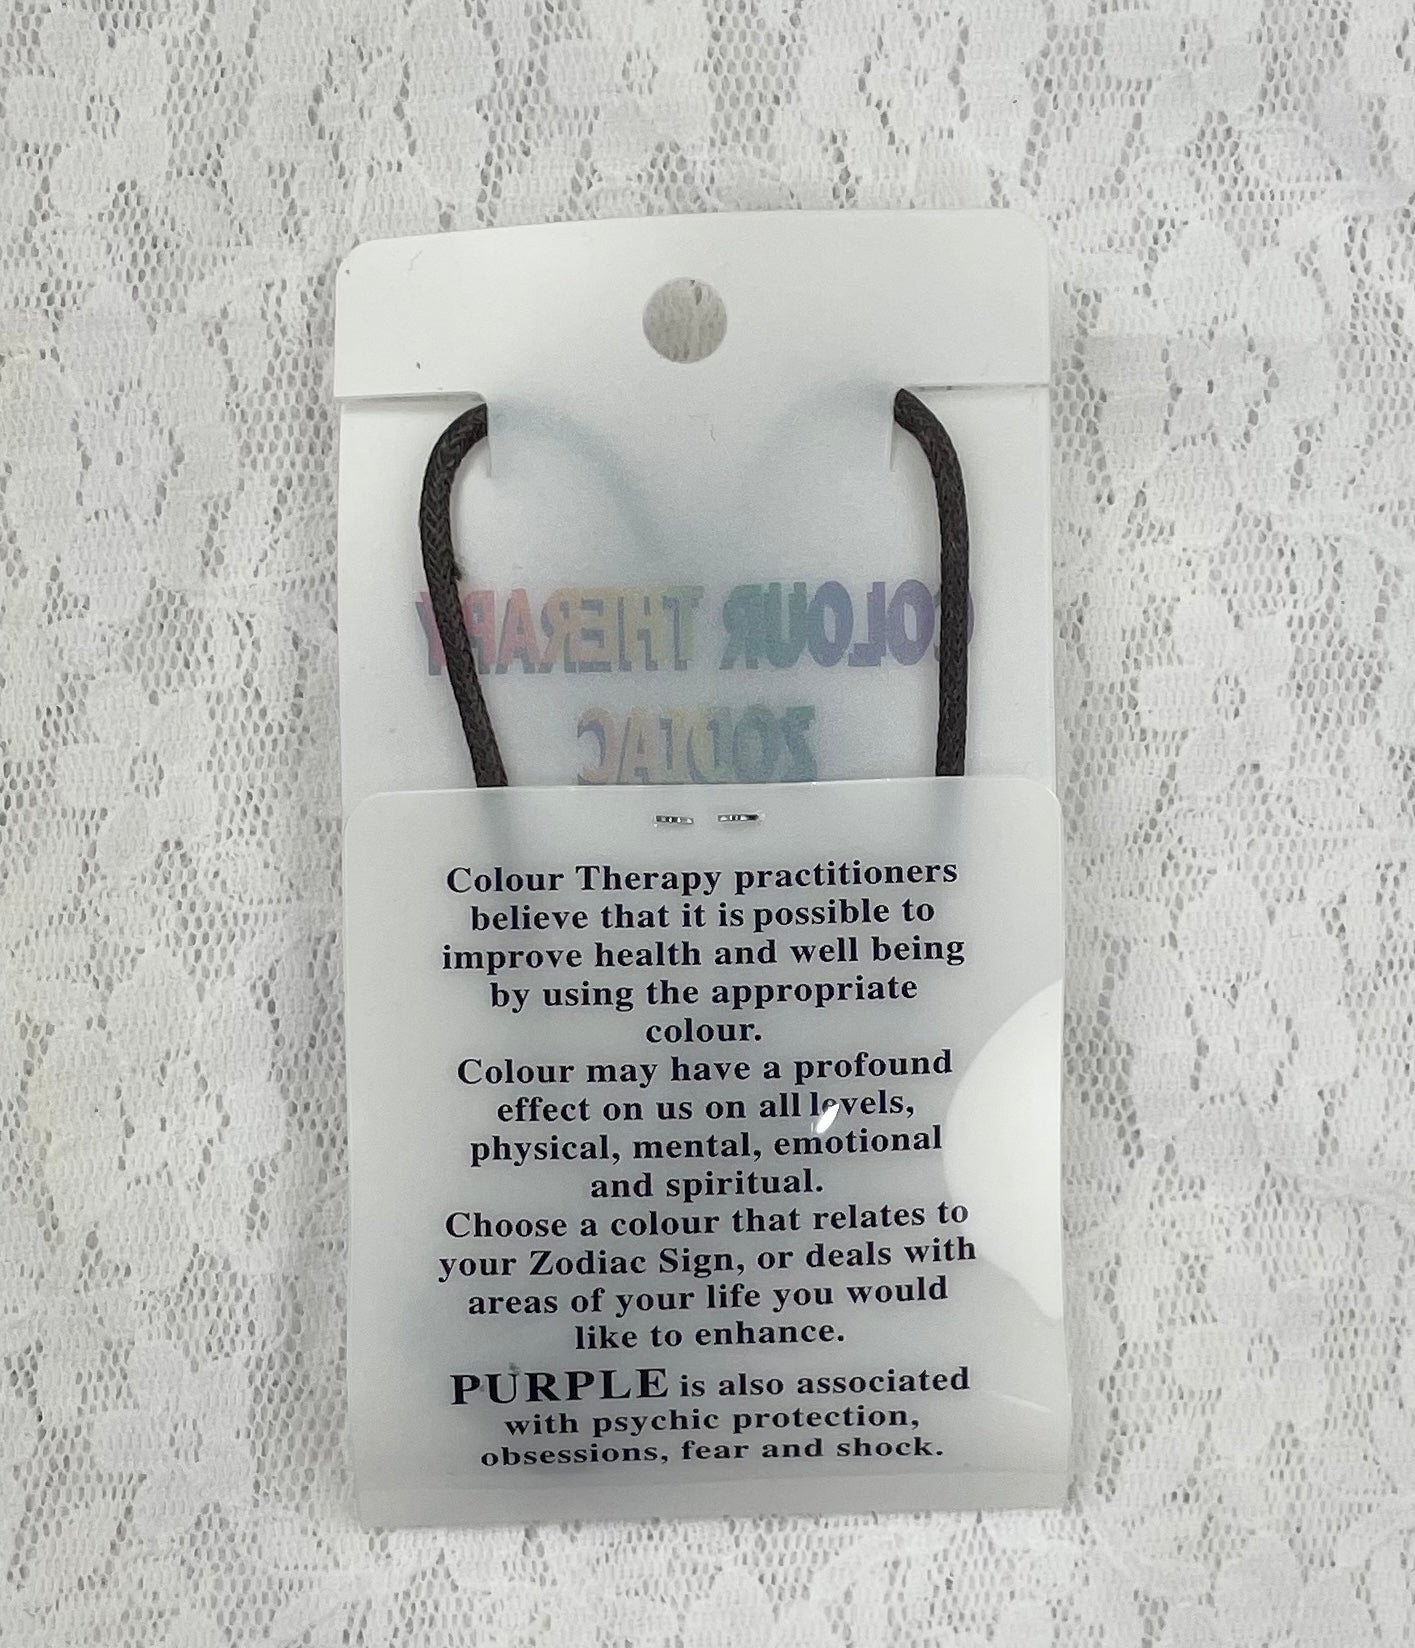 COLOUR THERAPY
ZODIAC
Colour Therapy practitioners
believe that it is possible to
improve health and well being
by using the appropriate
colour.
Colour may have a profound
effect on us on all levels,
physical, mental, emotional
and spiritual.
Choose a colour that relates to
your Zodiac Sign, or deals with
areas of your life you would
like to enhance.
PURPLE is also associated
with psychic protection,
obsessions, fear and shock.